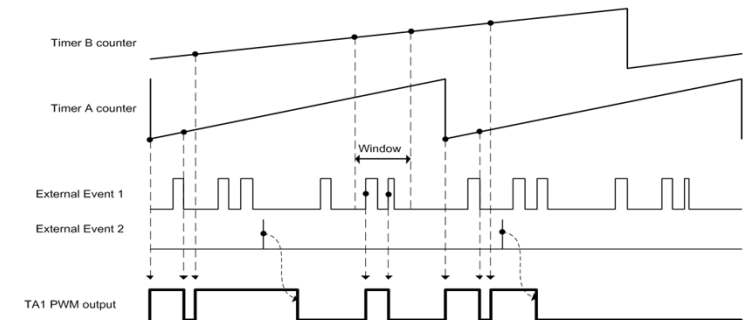 Timer B counter
Timer A counter
Window
External Event 1
External Event 2
TA1 PWM output